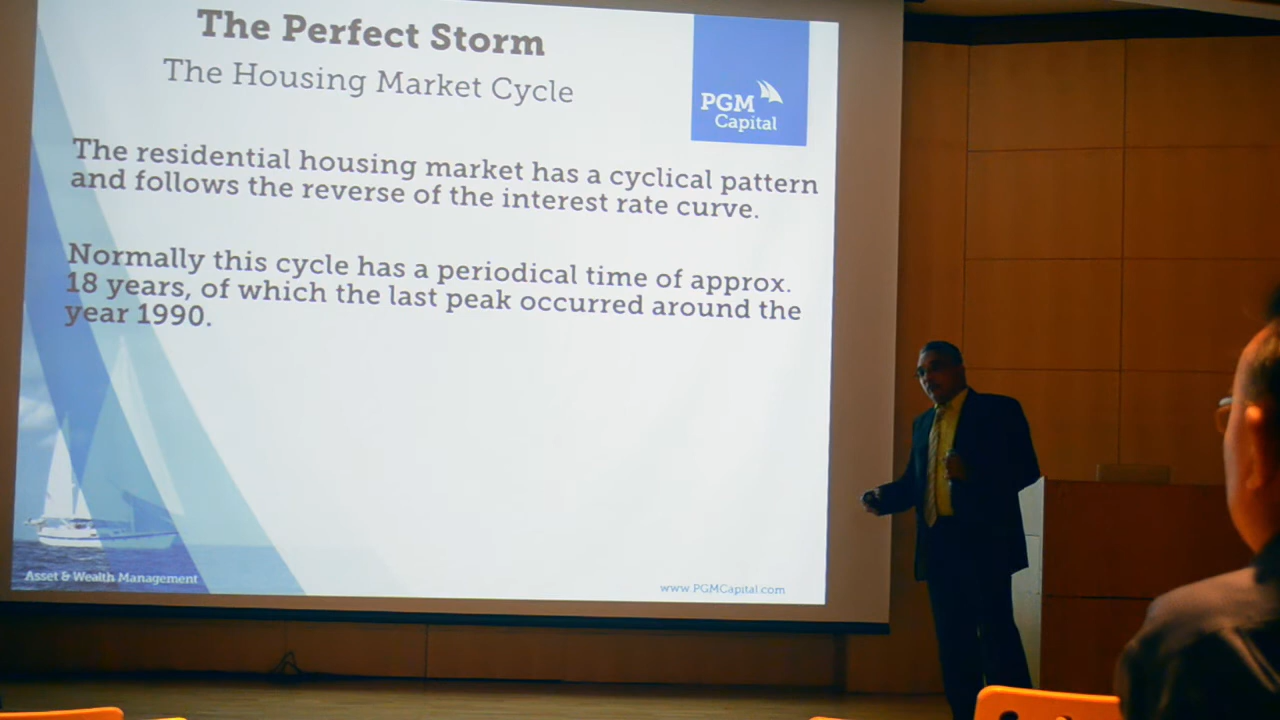 The Perfect Storm
The Housing Market Cycle
PGM
Capital
The residential housing market has a cyclical pattern
and follows the reverse of the interest rate curve.
Normally this cycle has a periodical time of approx.
18 years, of which the last peak occurred around the
year 1990.
Asset & Wealth Management
www.PGMCapital.com